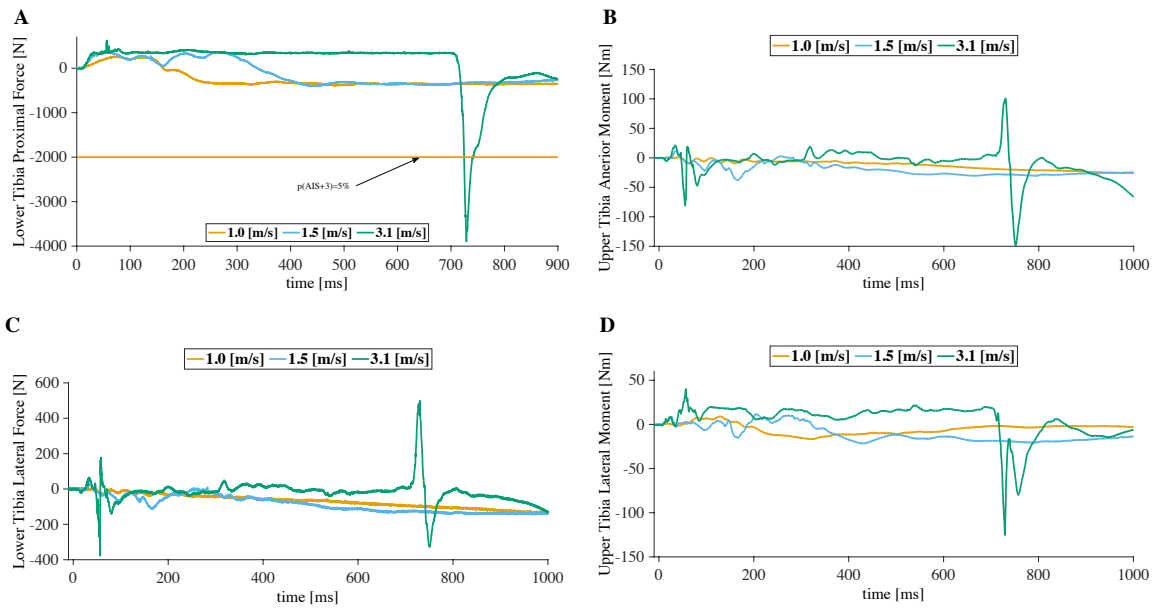 A
Lower Tibia Proximal Force [N]
0
-1000
-2000
-3000
-4000
p(AIS+3)=5%
1.0 [m/s] 1.5 [m/s] 3.1 [m/s]
0 100 200 300 400 500 600 700 800 900
time [ms]
B
1.0 [m/s] 1.5 [m/s] 3.1 [m/s]
Upper Tibia Anerior Moment [Nm]
150
100
50
0
-50
-100
-150
0 200 400 600 800 1000
time [ms]
C
1.0 [m/s] 1.5 [m/s] 3.1 [m/s]
Lower Tibia Lateral Force [N]
600
400
200
0
-200
-400
0 200 400 600 800 1000
time [ms]
D
1.0 [m/s] 1.5 [m/s] 3.1 [m/s]
Upper Tibia Lateral Moment [Nm]
50
0
-50
-100
-150
0 200 400 600 800 1000
time [ms]